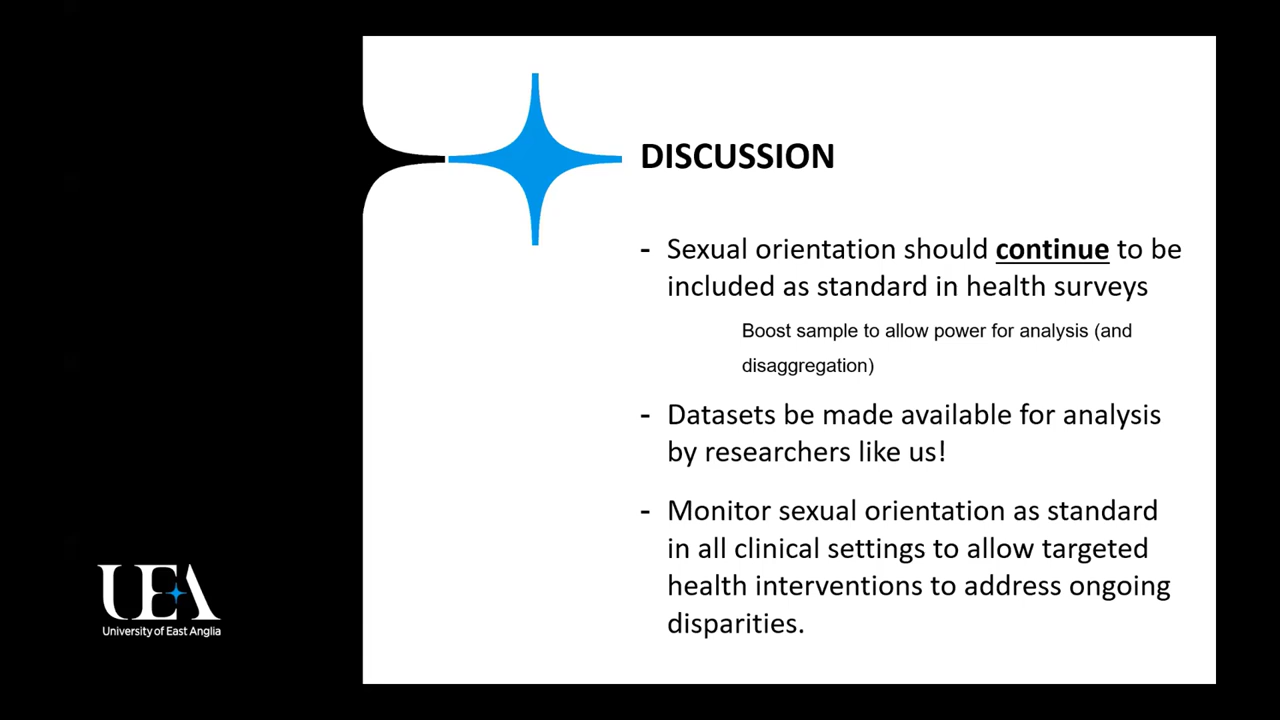 DISCUSSION
- Sexual orientation should continue to be
included as standard in health surveys
Boost sample to allow power for analysis (and
disaggregation)
- Datasets be made available for analysis
by researchers like us!
- Monitor sexual orientation as standard
in all clinical settings to allow targeted
health interventions to address ongoing
disparities.
UEA
University of East Anglia